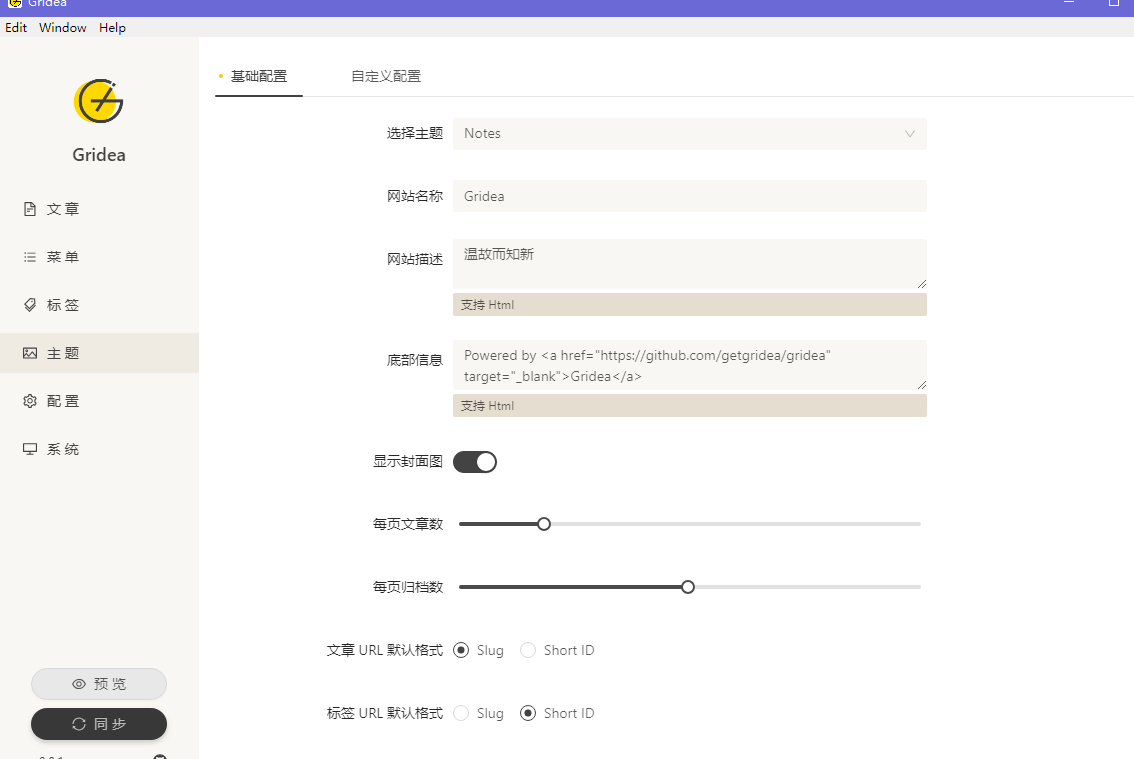 Gridea
Edit Window Help
Gridea
文章
菜单
标签
主题
配置
系统
预览
同步
基础配置 自定义配置
选择主题 Notes
网站名称 Gridea
网站描述 温故而知新
支持 Html
底部信息 Powered by <a href="https://github.com/getgridea/gridea"
target="_blank">Gridea</a>
支持 Html
显示封面图
每页文章数
每页归档数
文章 URL 默认格式 Slug Short ID
标签 URL 默认格式 Slug Short ID